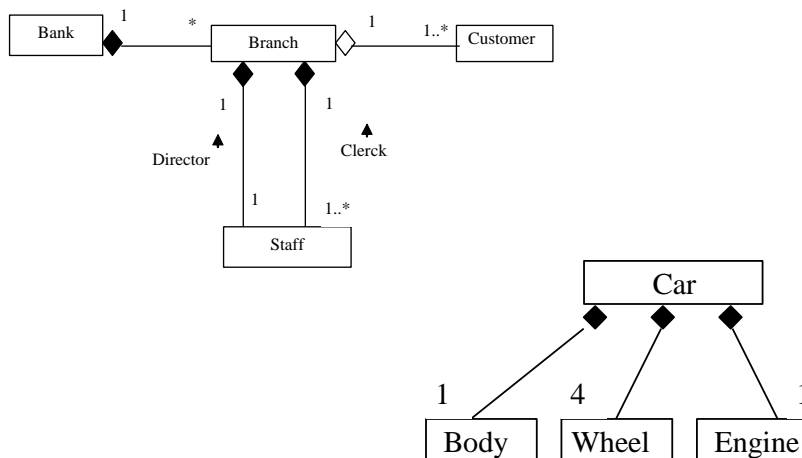 Bank
1
*
Branch
1
1..*
Customer
1
1
Director
Clerck
1
1..*
Staff
Car
1
4
1
Body
Wheel
Engine